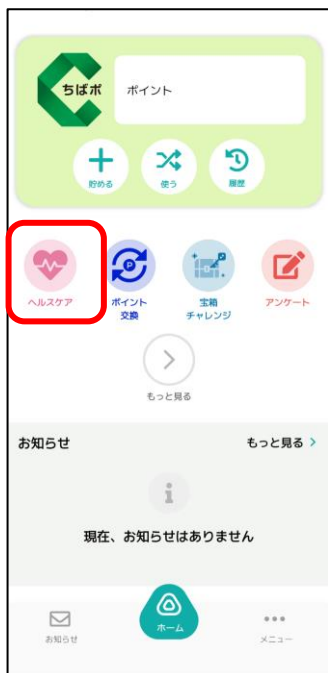 ちばポ
ポイント
貯める
使う
履歴
ヘルスケア
ポイント
交換
宝箱
チャレンジ
アンケート
もっと見る
お知らせ
もっと見る
現在、お知らせはありません
お知らせ
ホーム
メニュー